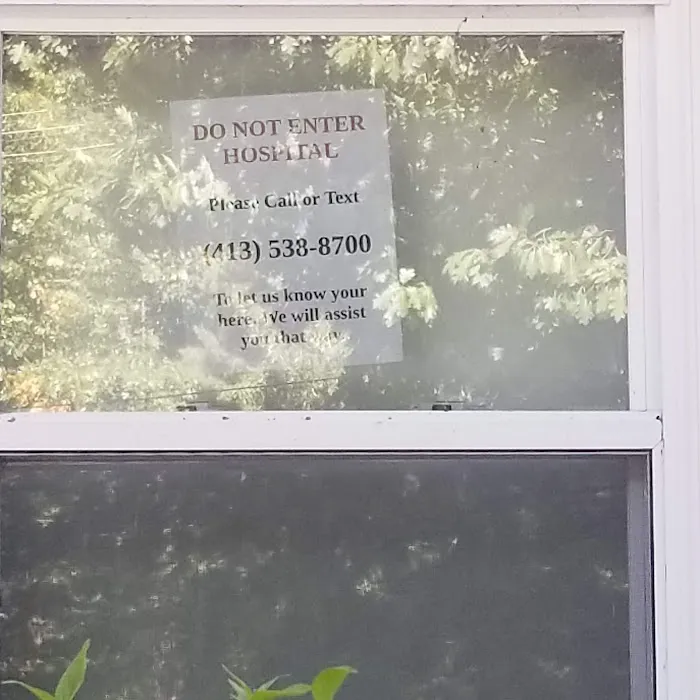 DO NOT ENTER
HOSPITAL
Please Call or Text
(413) 538-8700
To let us know your
here. We will assist
you that way.